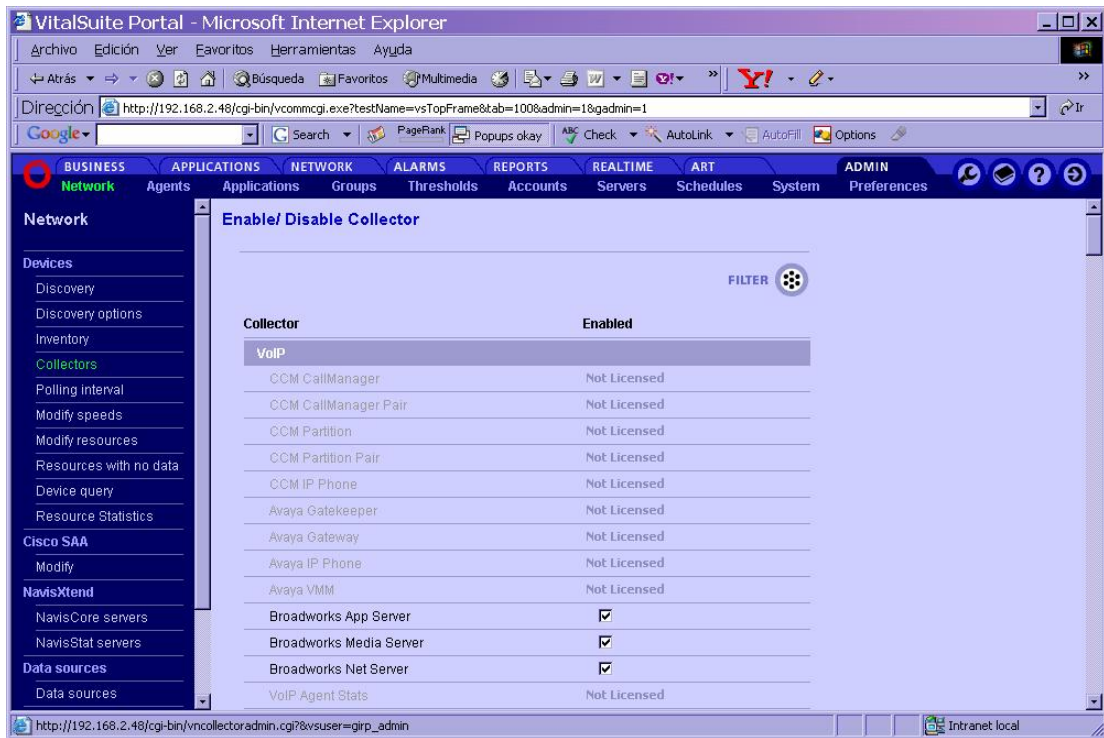 VitalSuite Portal - Microsoft Internet Explorer
Archivo Edición Ver Favoritos Herramientas Ayuda
Atrás Búsqueda Favoritos Multimedia W Y! »
Dirección http://192.168.2.48/cgi-bin/vcommcgi.exe?testName=vsTopFrame&tab=100&admin=1&gadmin=1 Ir
Google Search PageRank Popups okay ABC Check AutoLink AutoFill Options
BUSINESS APPLICATIONS NETWORK ALARMS REPORTS REALTIME ART ADMIN
Network Agents Applications Groups Thresholds Accounts Servers Schedules System Preferences
Network
Enable/ Disable Collector
Devices
FILTER
Discovery
Discovery options
Collector Enabled
Inventory
VoIP
Collectors
CCM CallManager Not Licensed
Polling interval
CCM CallManager Pair Not Licensed
Modify speeds
CCM Partition Not Licensed
Modify resources
CCM Partition Pair Not Licensed
Resources with no data
CCM IP Phone Not Licensed
Device query
Avaya Gatekeeper Not Licensed
Resource Statistics
Avaya Gateway Not Licensed
Cisco SAA
Avaya IP Phone Not Licensed
Modify
Avaya VMM Not Licensed
NavisXtend
Broadworks App Server
NavisCore servers
Broadworks Media Server
NavisStat servers
Broadworks Net Server
Data sources
VoIP Agent Stats Not Licensed
Data sources
http://192.168.2.48/cgi-bin/vncollectoradmin.cgi?&vsuser=girp_admin Intranet local